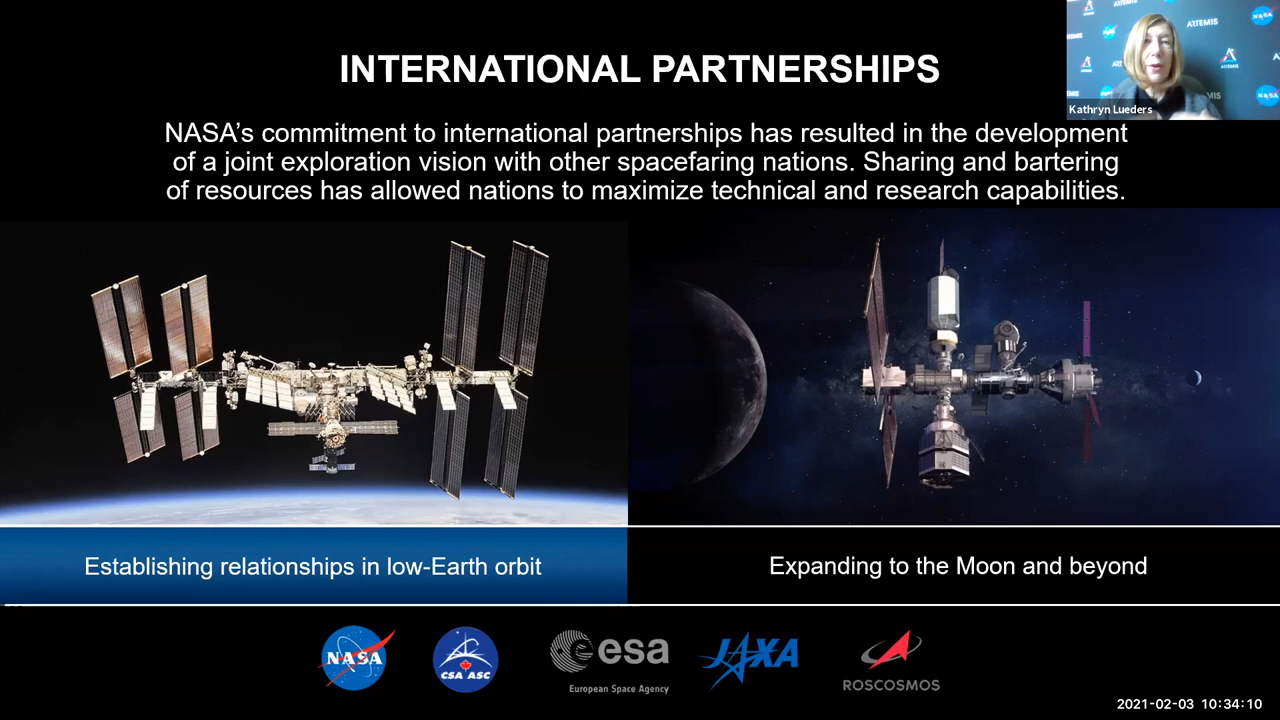 INTERNATIONAL PARTNERSHIPS
ARTEMIS
NASA
ARTEMIS
Kathryn Lueders
NASA's commitment to international partnerships has resulted in the development
of a joint exploration vision with other spacefaring nations. Sharing and bartering
of resources has allowed nations to maximize technical and research capabilities.
Establishing relationships in low-Earth orbit
Expanding to the Moon and beyond
NASA
CSA ASC
esa
European Space Agency
JAXA
ROSCOSMOS
2021-02-03 10:34:10